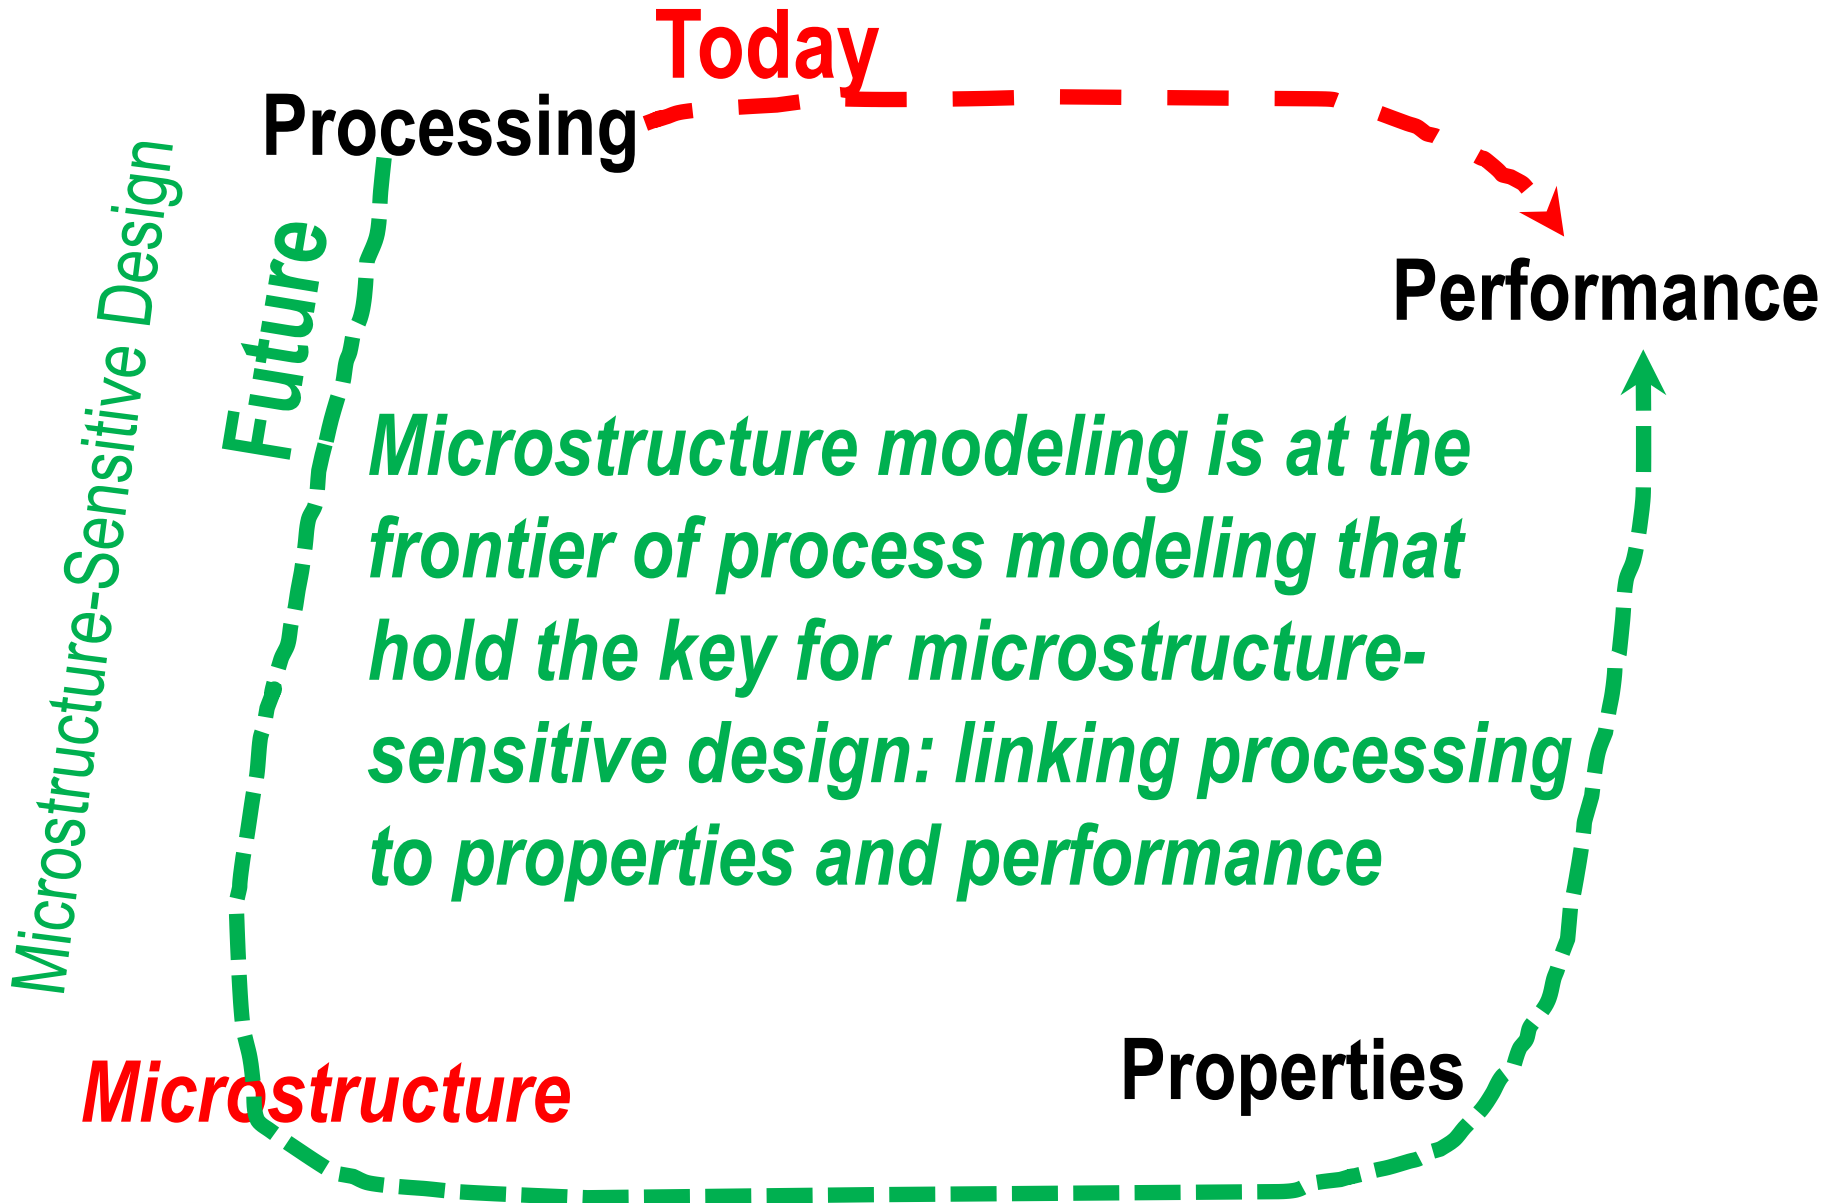 Today
Processing
Performance
Microstructure-Sensitive Design
Future
Microstructure modeling is at the
frontier of process modeling that
hold the key for microstructure-
sensitive design: linking processing
to properties and performance
Properties
Microstructure